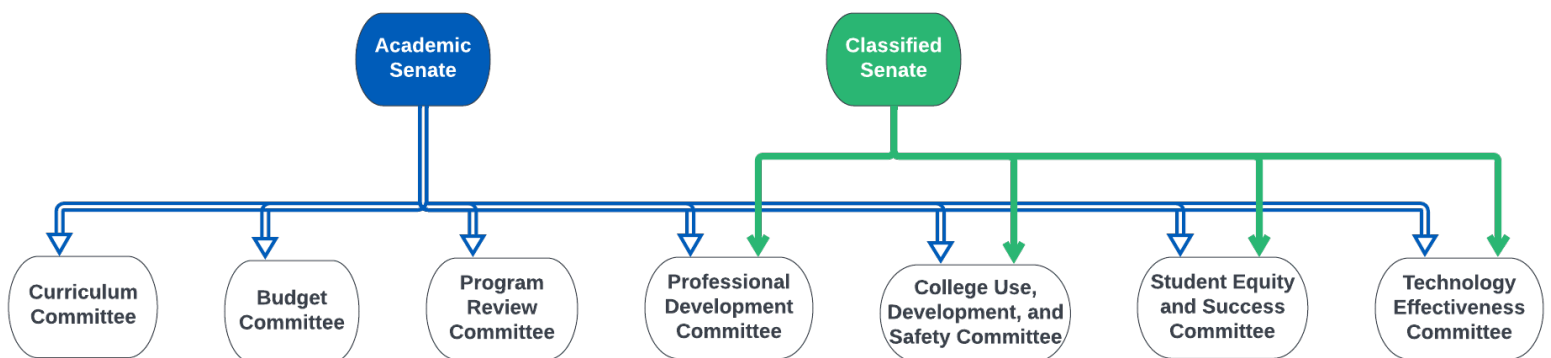 Academic
Senate
Classified
Senate
Curriculum
Committee
Budget
Committee
Program
Review
Committee
Professional
Development
Committee
College Use,
Development, and
Safety Committee
Student Equity
and Success
Committee
Technology
Effectiveness
Committee